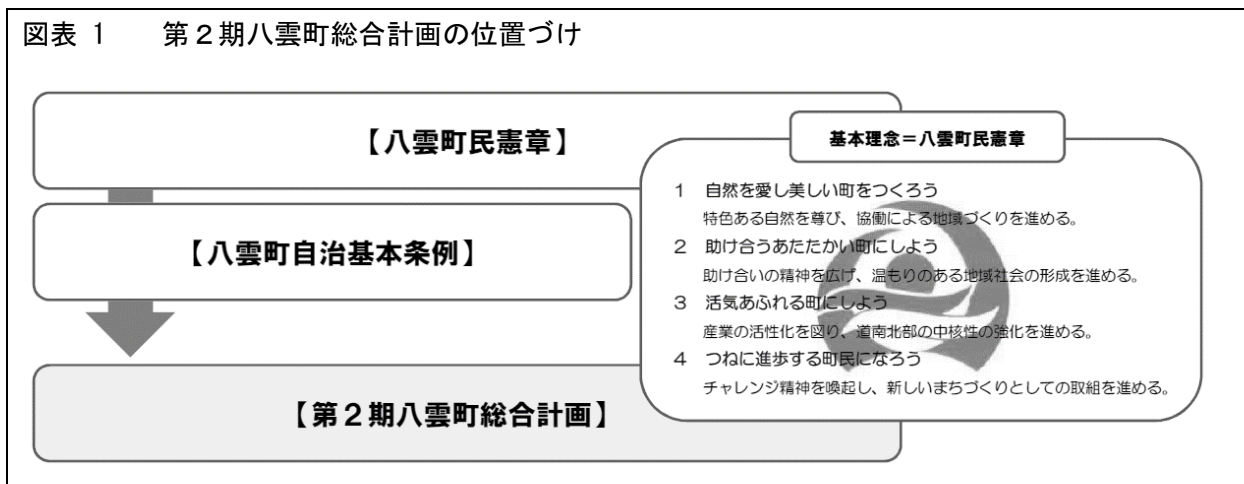 図表 1　第２期八雲町総合計画の位置づけ
【八雲町民憲章】
基本理念＝八雲町民憲章
1　自然を愛し美しい町をつくろう
特色ある自然を尊び、協働による地域づくりを進める。
2　助け合うあたたかい町にしよう
助け合いの精神を広げ、温もりのある地域社会の形成を進める。
3　活気あふれる町にしよう
産業の活性化を図り、道南北部の中核性の強化を進める。
4　つねに進歩する町民になろう
チャレンジ精神を喚起し、新しいまちづくりとしての取組を進める。
【八雲町自治基本条例】
【第２期八雲町総合計画】